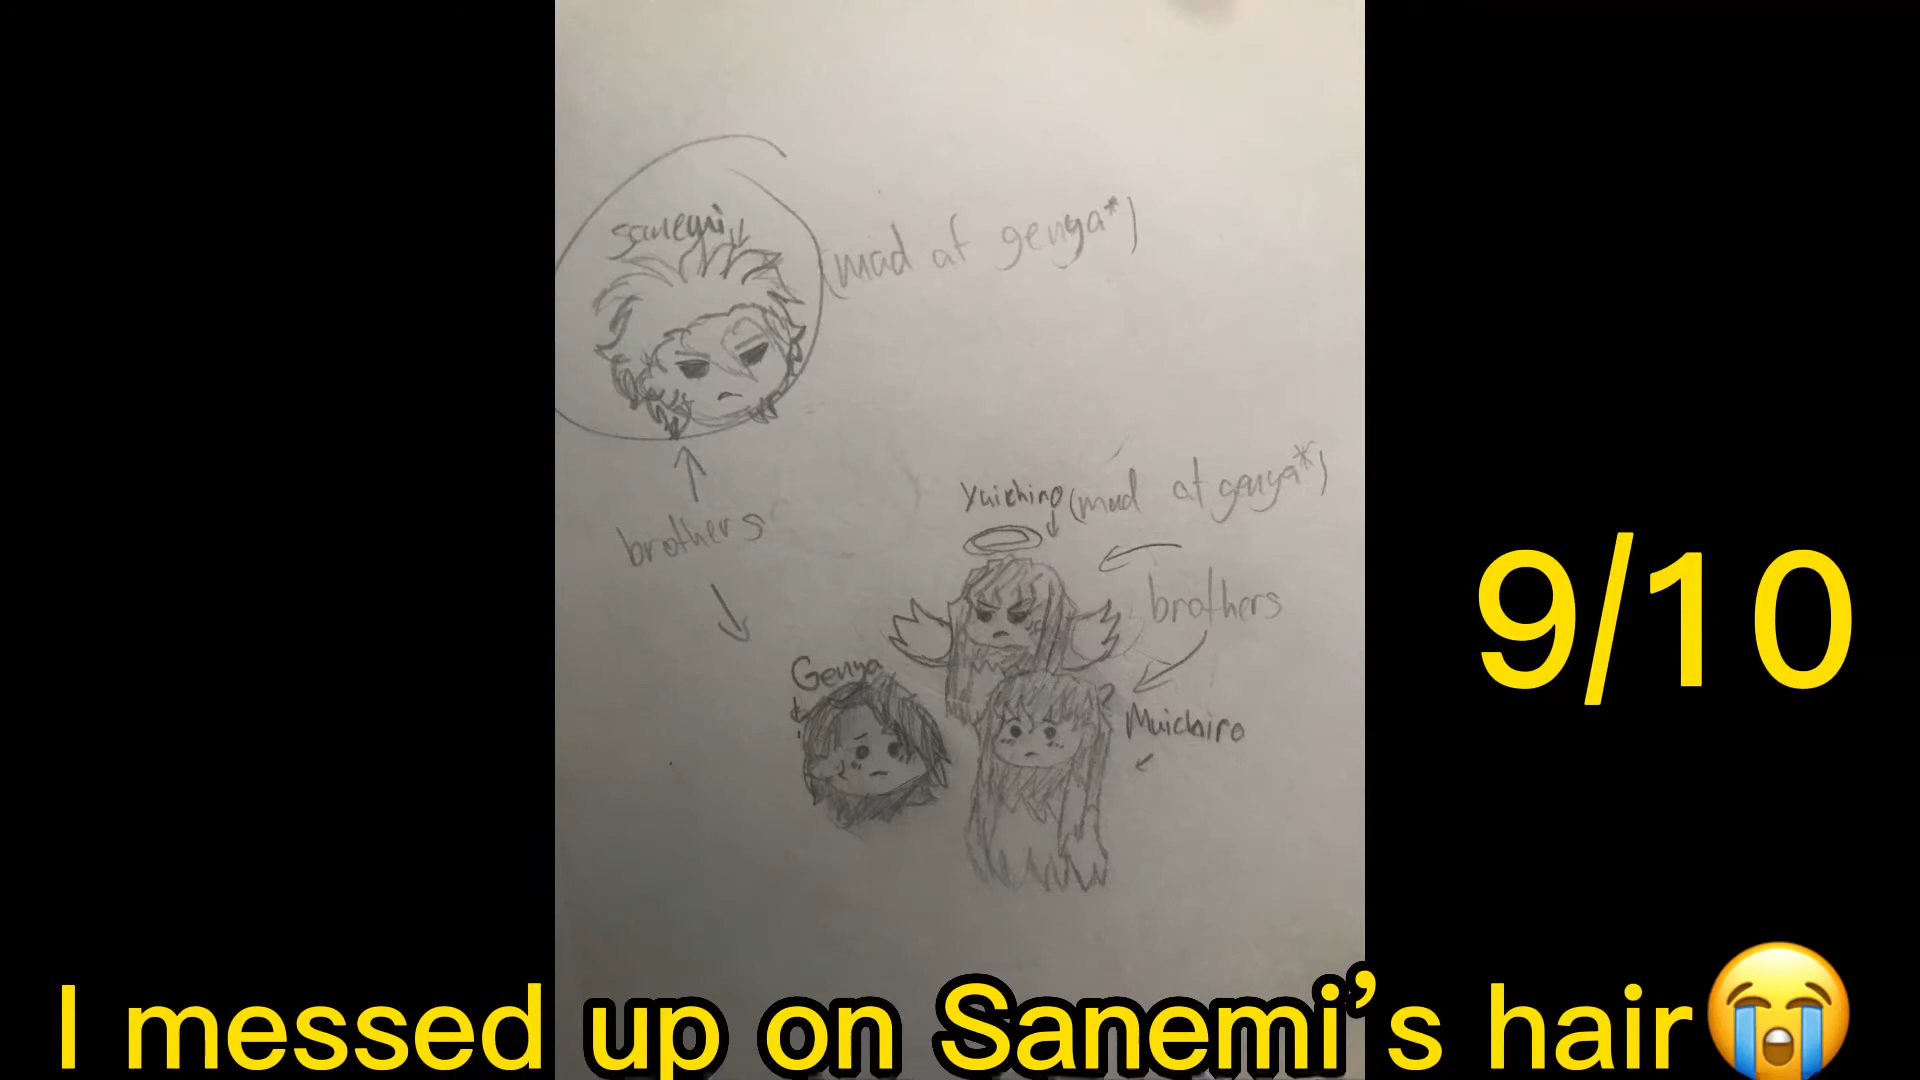 sanemi
(mad at genya*)
Yuichiro (mad at genya*)
brothers
brothers
Genya
Muichiro
9/10
I messed up on Sanemi’s hair😭